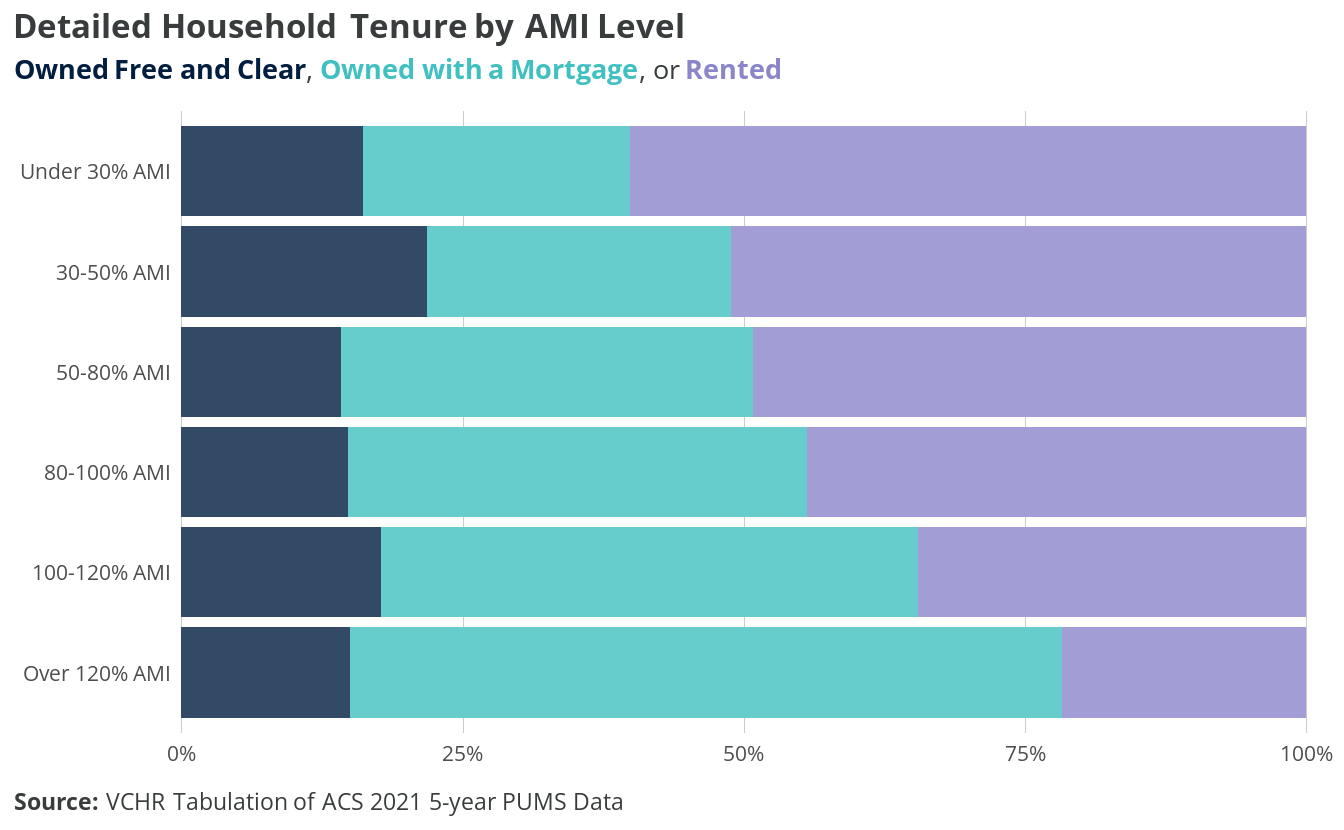 Detailed Household Tenure by AMI Level
Owned Free and Clear, Owned with a Mortgage, or Rented
Under 30% AMI
30-50% AMI
50-80% AMI
80-100% AMI
100-120% AMI
Over 120% AMI
0% 25% 50% 75% 100%
Source: VCHR Tabulation of ACS 2021 5-year PUMS Data